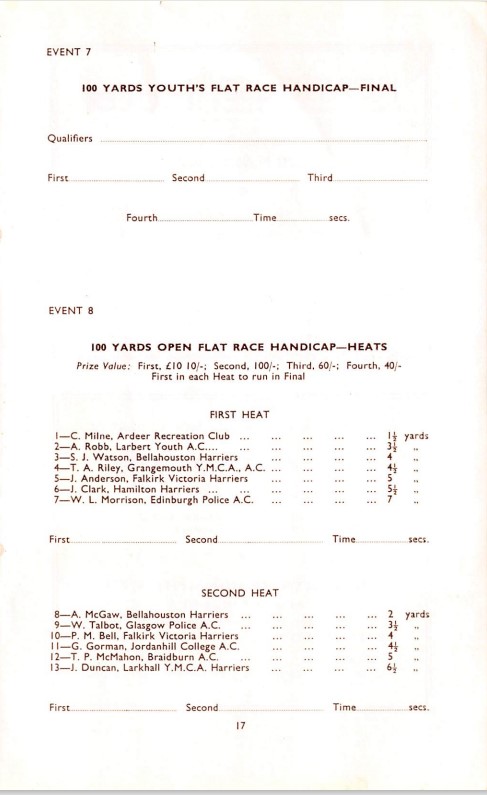 EVENT 7
100 YARDS YOUTH'S FLAT RACE HANDICAP—FINAL
Qualifiers
First Second Third
Fourth Time secs.
EVENT 8
100 YARDS OPEN FLAT RACE HANDICAP—HEATS
Prize Value: First, £10 10/-; Second, 100/-; Third, 60/-; Fourth, 40/-
First in each Heat to run in Final
FIRST HEAT
1—C. Milne, Ardeer Recreation Club ... ... ... ... ... 1½ yards
2—A. Robb, Larbert Youth A.C.... ... ... ... ... ... 3½ ,,
3—S. J. Watson, Bellahouston Harriers ... ... ... ... ... 4 ,,
4—T. A. Riley, Grangemouth Y.M.C.A., A.C. ... ... ... ... ... 4½ ,,
5—J. Anderson, Falkirk Victoria Harriers ... ... ... ... 5 ,,
6—J. Clark, Hamilton Harriers ... ... ... ... ... ... 5½ ,,
7—W. L. Morrison, Edinburgh Police A.C. ... ... ... ... 7 ,,
First Second Time secs.
SECOND HEAT
8—A. McGaw, Bellahouston Harriers ... ... ... ... ... 2 yards
9—W. Talbot, Glasgow Police A.C. ... ... ... ... ... 3½ ,,
10—P. M. Bell, Falkirk Victoria Harriers ... ... ... ... 4 ,,
11—G. Gorman, Jordanhill College A.C. ... ... ... ... 4½ ,,
12—T. P. McMahon, Braidburn A.C. ... ... ... ... ... 5 ,,
13—J. Duncan, Larkhall Y.M.C.A. Harriers ... ... ... ... 6½ ,,
First Second Time secs.
17